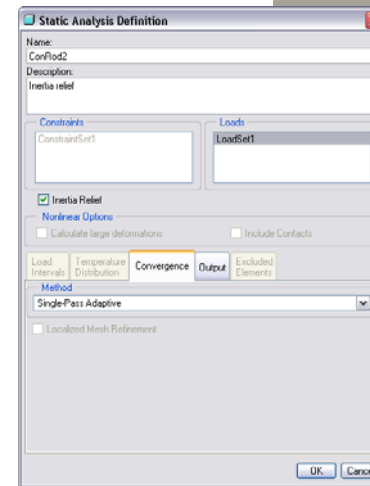 Static Analysis Definition
Name:
ConRod2
Description:
Inertia relief
Constraints
Loads
ConstraintSet1
LoadSet1
Inertia Relief
Nonlinear Options
Calculate large deformations
Include Contacts
Load Intervals
Temperature Distribution
Convergence
Output
Excluded Elements
Method
Single-Pass Adaptive
Localized Mesh Refinement
OK
Cance